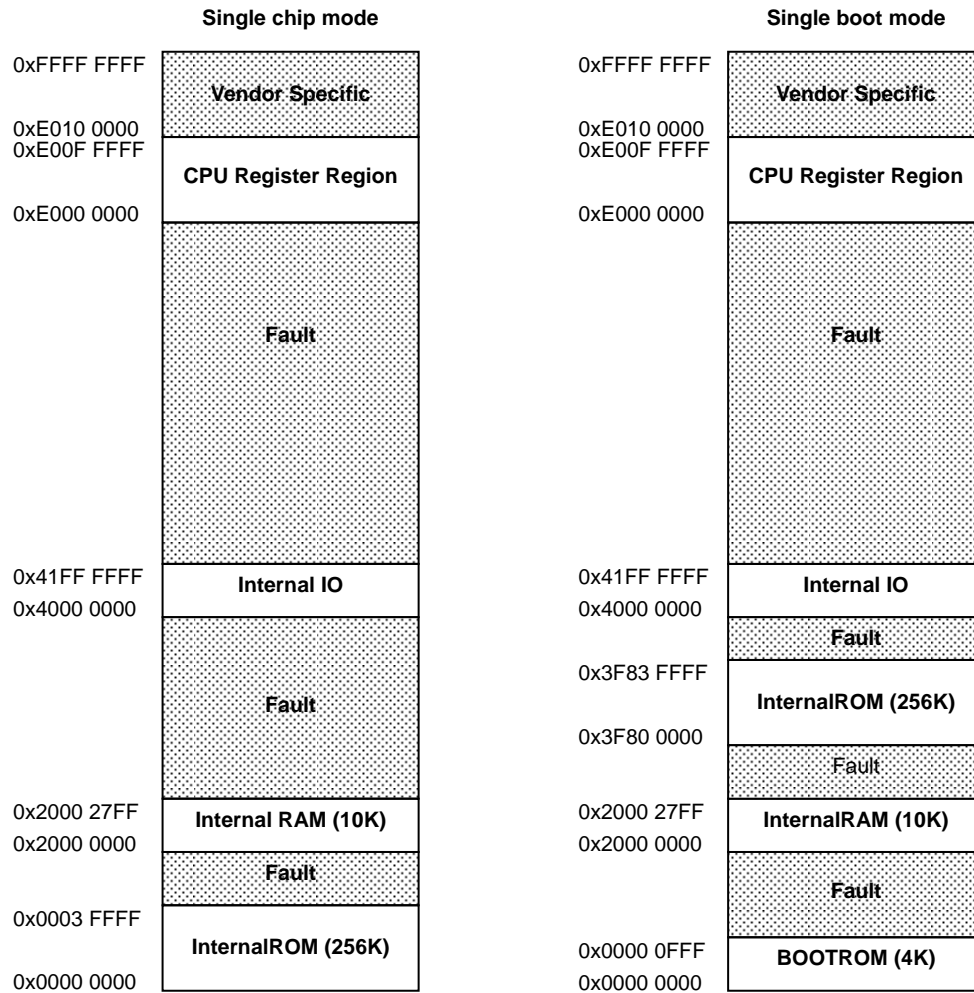 Single chip mode
0xFFFF FFFF
Vendor Specific
0xE010 0000
0xE00F FFFF
CPU Register Region
0xE000 0000
Fault
0x41FF FFFF
Internal IO
0x4000 0000
Fault
0x2000 27FF
Internal RAM (10K)
0x2000 0000
Fault
0x0003 FFFF
InternalROM (256K)
0x0000 0000
Single boot mode
0xFFFF FFFF
Vendor Specific
0xE010 0000
0xE00F FFFF
CPU Register Region
0xE000 0000
Fault
0x41FF FFFF
Internal IO
0x4000 0000
Fault
0x3F83 FFFF
InternalROM (256K)
0x3F80 0000
Fault
0x2000 27FF
InternalRAM (10K)
0x2000 0000
Fault
0x0000 0FFF
BOOTROM (4K)
0x0000 0000